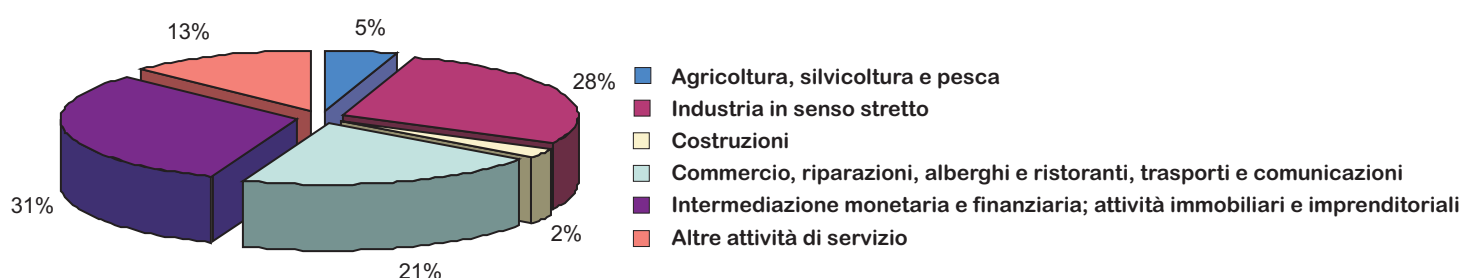 13%
5%
28%
31%
2%
21%
Agricoltura, silvicoltura e pesca
Industria in senso stretto
Costruzioni
Commercio, riparazioni, alberghi e ristoranti, trasporti e comunicazioni
Intermediazione monetaria e finanziaria; attività immobiliari e imprenditoriali
Altre attività di servizio